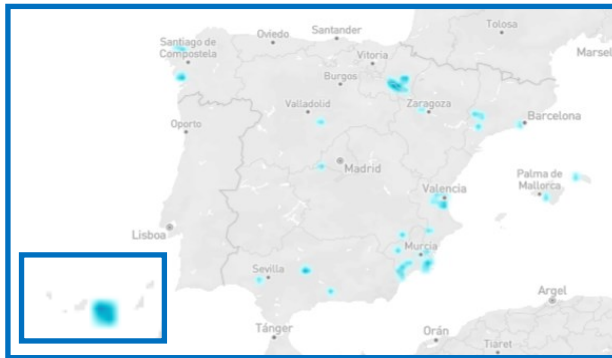 Tolosa
Santander
Oviedo
Marsel
Santiago de
Compostela
Vitoria
Burgos
Valladolid
Zaragoza
Barcelona
Oporto
Madrid
Palma de
Mallorca
Valencia
Lisboa
Murcia
Sevilla
Argel
Tánger
Orán
Tiaret